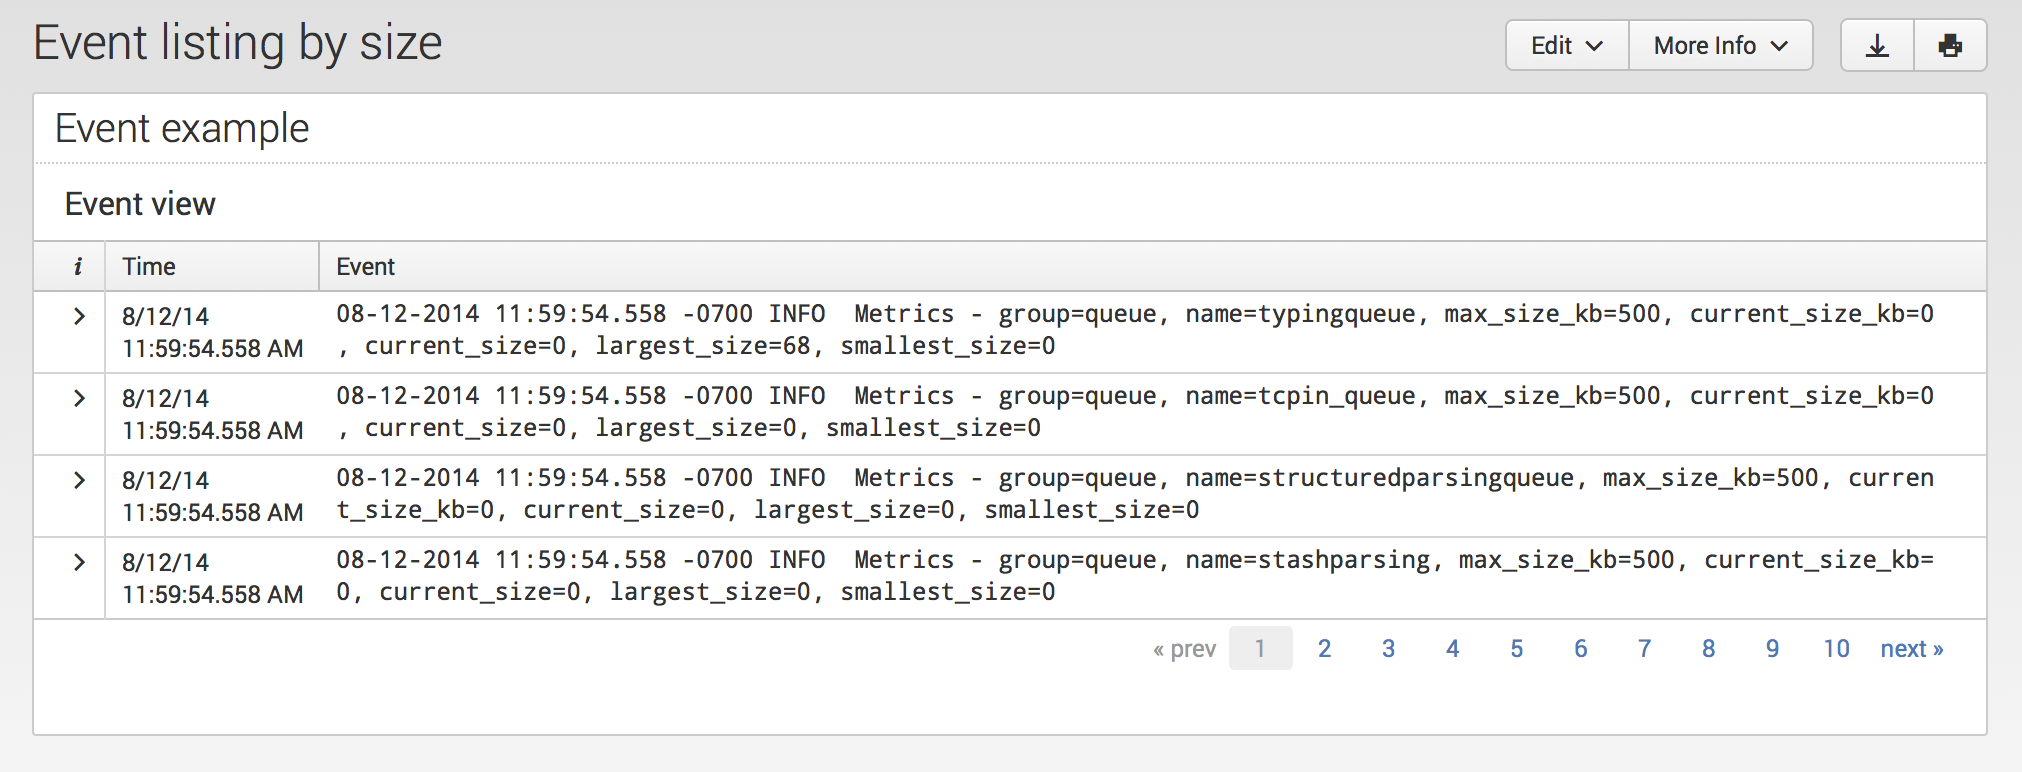 Event listing by size
Edit More Info
Event example
Event view
i Time Event
8/12/14
11:59:54.558 AM
08-12-2014 11:59:54.558 -0700 INFO  Metrics - group=queue, name=typingqueue, max_size_kb=500, current_size_kb=0
, current_size=0, largest_size=68, smallest_size=0
8/12/14
11:59:54.558 AM
08-12-2014 11:59:54.558 -0700 INFO  Metrics - group=queue, name=tcpin_queue, max_size_kb=500, current_size_kb=0
, current_size=0, largest_size=0, smallest_size=0
8/12/14
11:59:54.558 AM
08-12-2014 11:59:54.558 -0700 INFO  Metrics - group=queue, name=structuredparsingqueue, max_size_kb=500, curren
t_size_kb=0, current_size=0, largest_size=0, smallest_size=0
8/12/14
11:59:54.558 AM
08-12-2014 11:59:54.558 -0700 INFO  Metrics - group=queue, name=stashparsing, max_size_kb=500, current_size_kb=
0, current_size=0, largest_size=0, smallest_size=0
« prev 1 2 3 4 5 6 7 8 9 10 next »